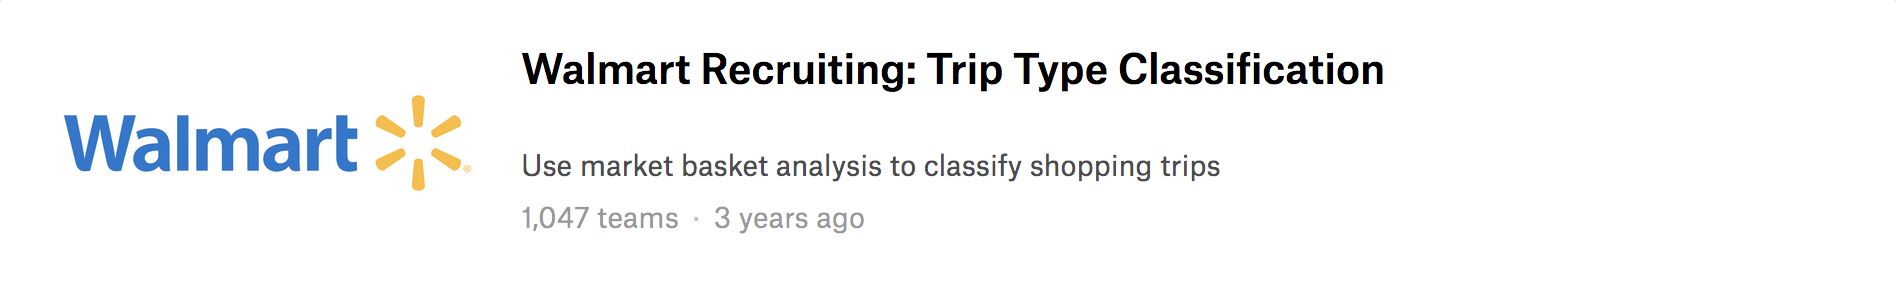 Walmart Recruiting: Trip Type Classification
Walmart ®
Use market basket analysis to classify shopping trips
1,047 teams · 3 years ago